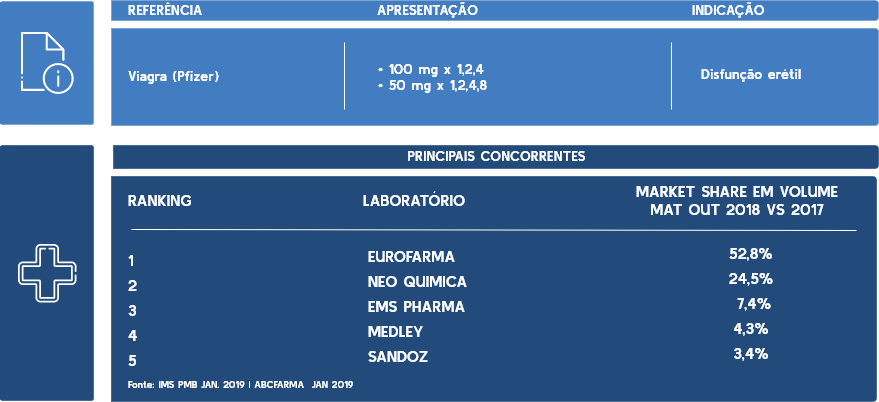 REFERÊNCIA APRESENTAÇÃO INDICAÇÃO
Viagra (Pfizer)
• 100 mg x 1,2,4
• 50 mg x 1,2,4,8
Disfunção erétil
PRINCIPAIS CONCORRENTES
RANKING LABORATÓRIO MARKET SHARE EM VOLUME
MAT OUT 2018 VS 2017
1 EUROFARMA 52,8%
2 NEO QUIMICA 24,5%
3 EMS PHARMA 7,4%
4 MEDLEY 4,3%
5 SANDOZ 3,4%
Fonte: IMS PMB JAN. 2019 | ABCFARMA JAN 2019